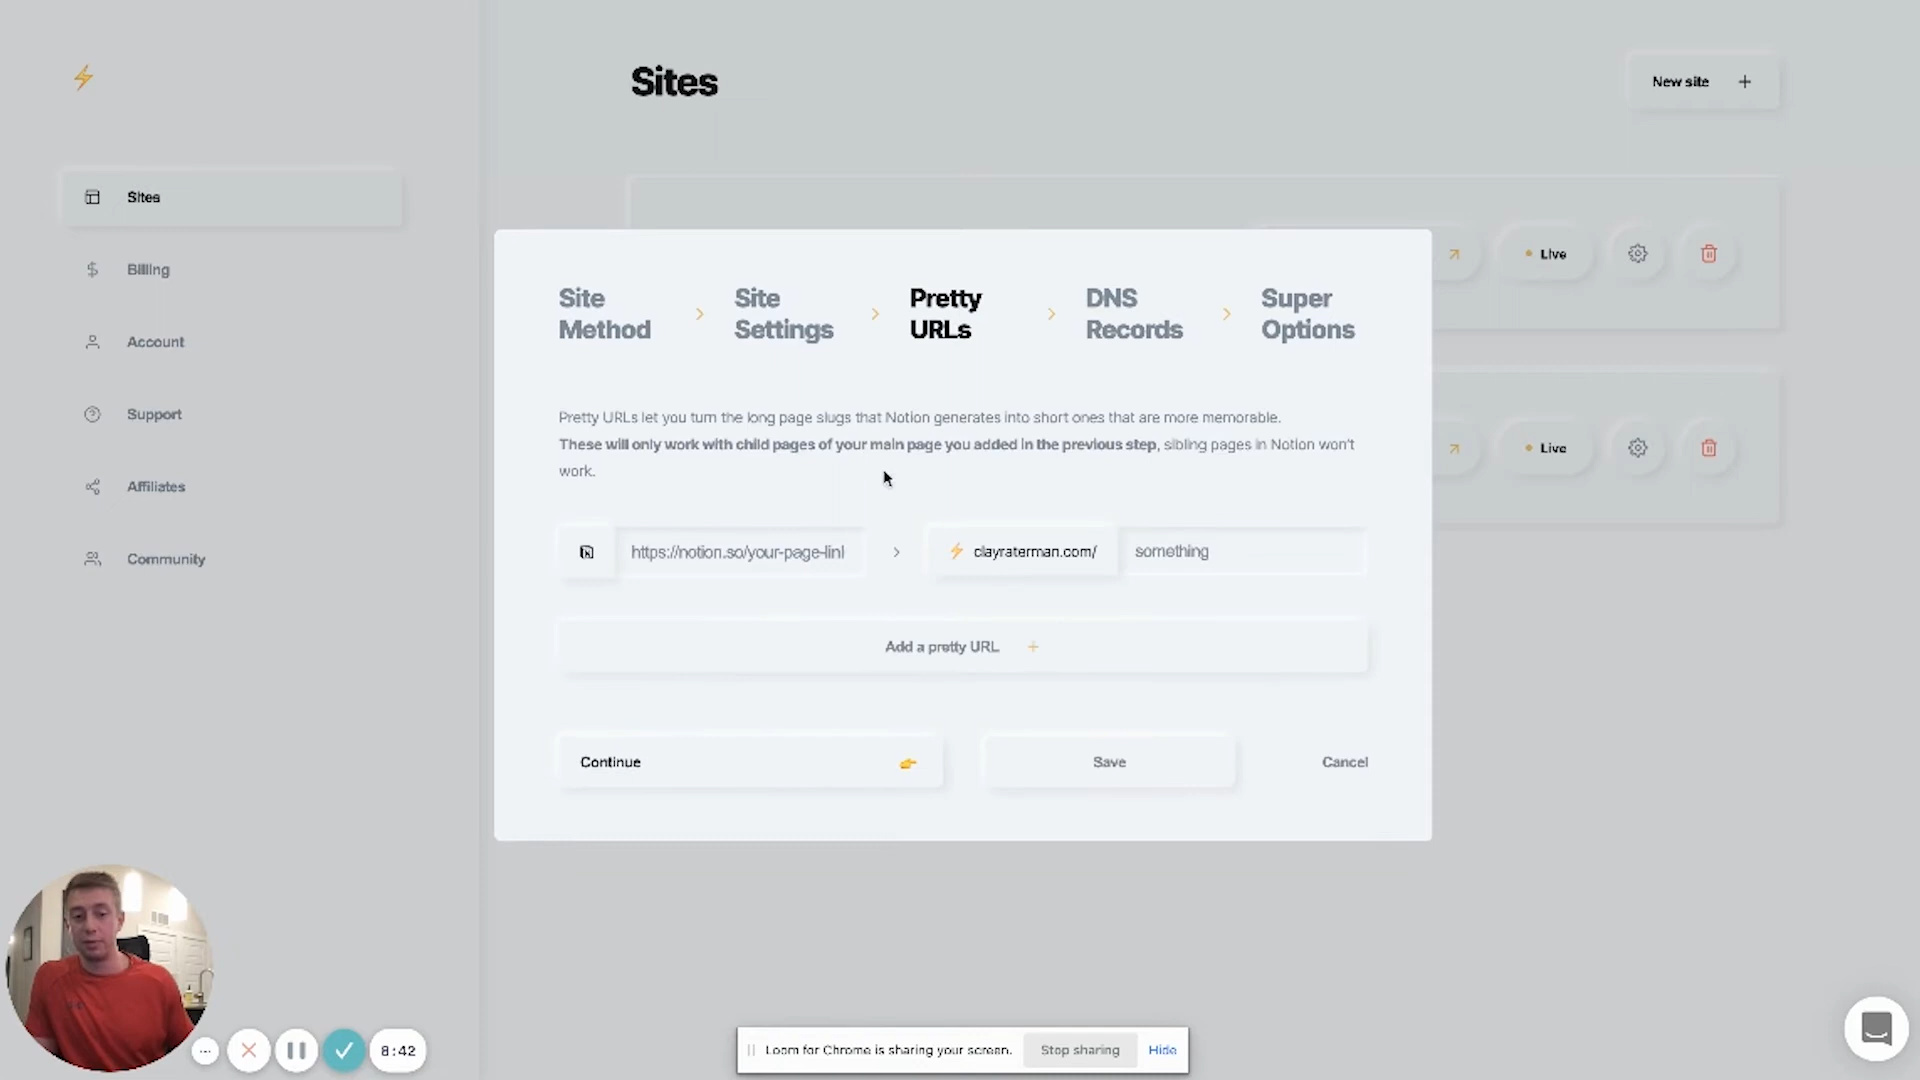 Sites
New site +
Sites
Billing
Account
Support
Affiliates
Community
Live
Live
Site Method > Site Settings > Pretty URLs > DNS Records > Super Options
Pretty URLs let you turn the long page slugs that Notion generates into short ones that are more memorable.
These will only work with child pages of your main page you added in the previous step, sibling pages in Notion won't
work.
https://notion.so/your-page-linl > clayraterman.com/ something
Add a pretty URL +
Continue Save Cancel
8:42
Loom for Chrome is sharing your screen. Stop sharing Hide